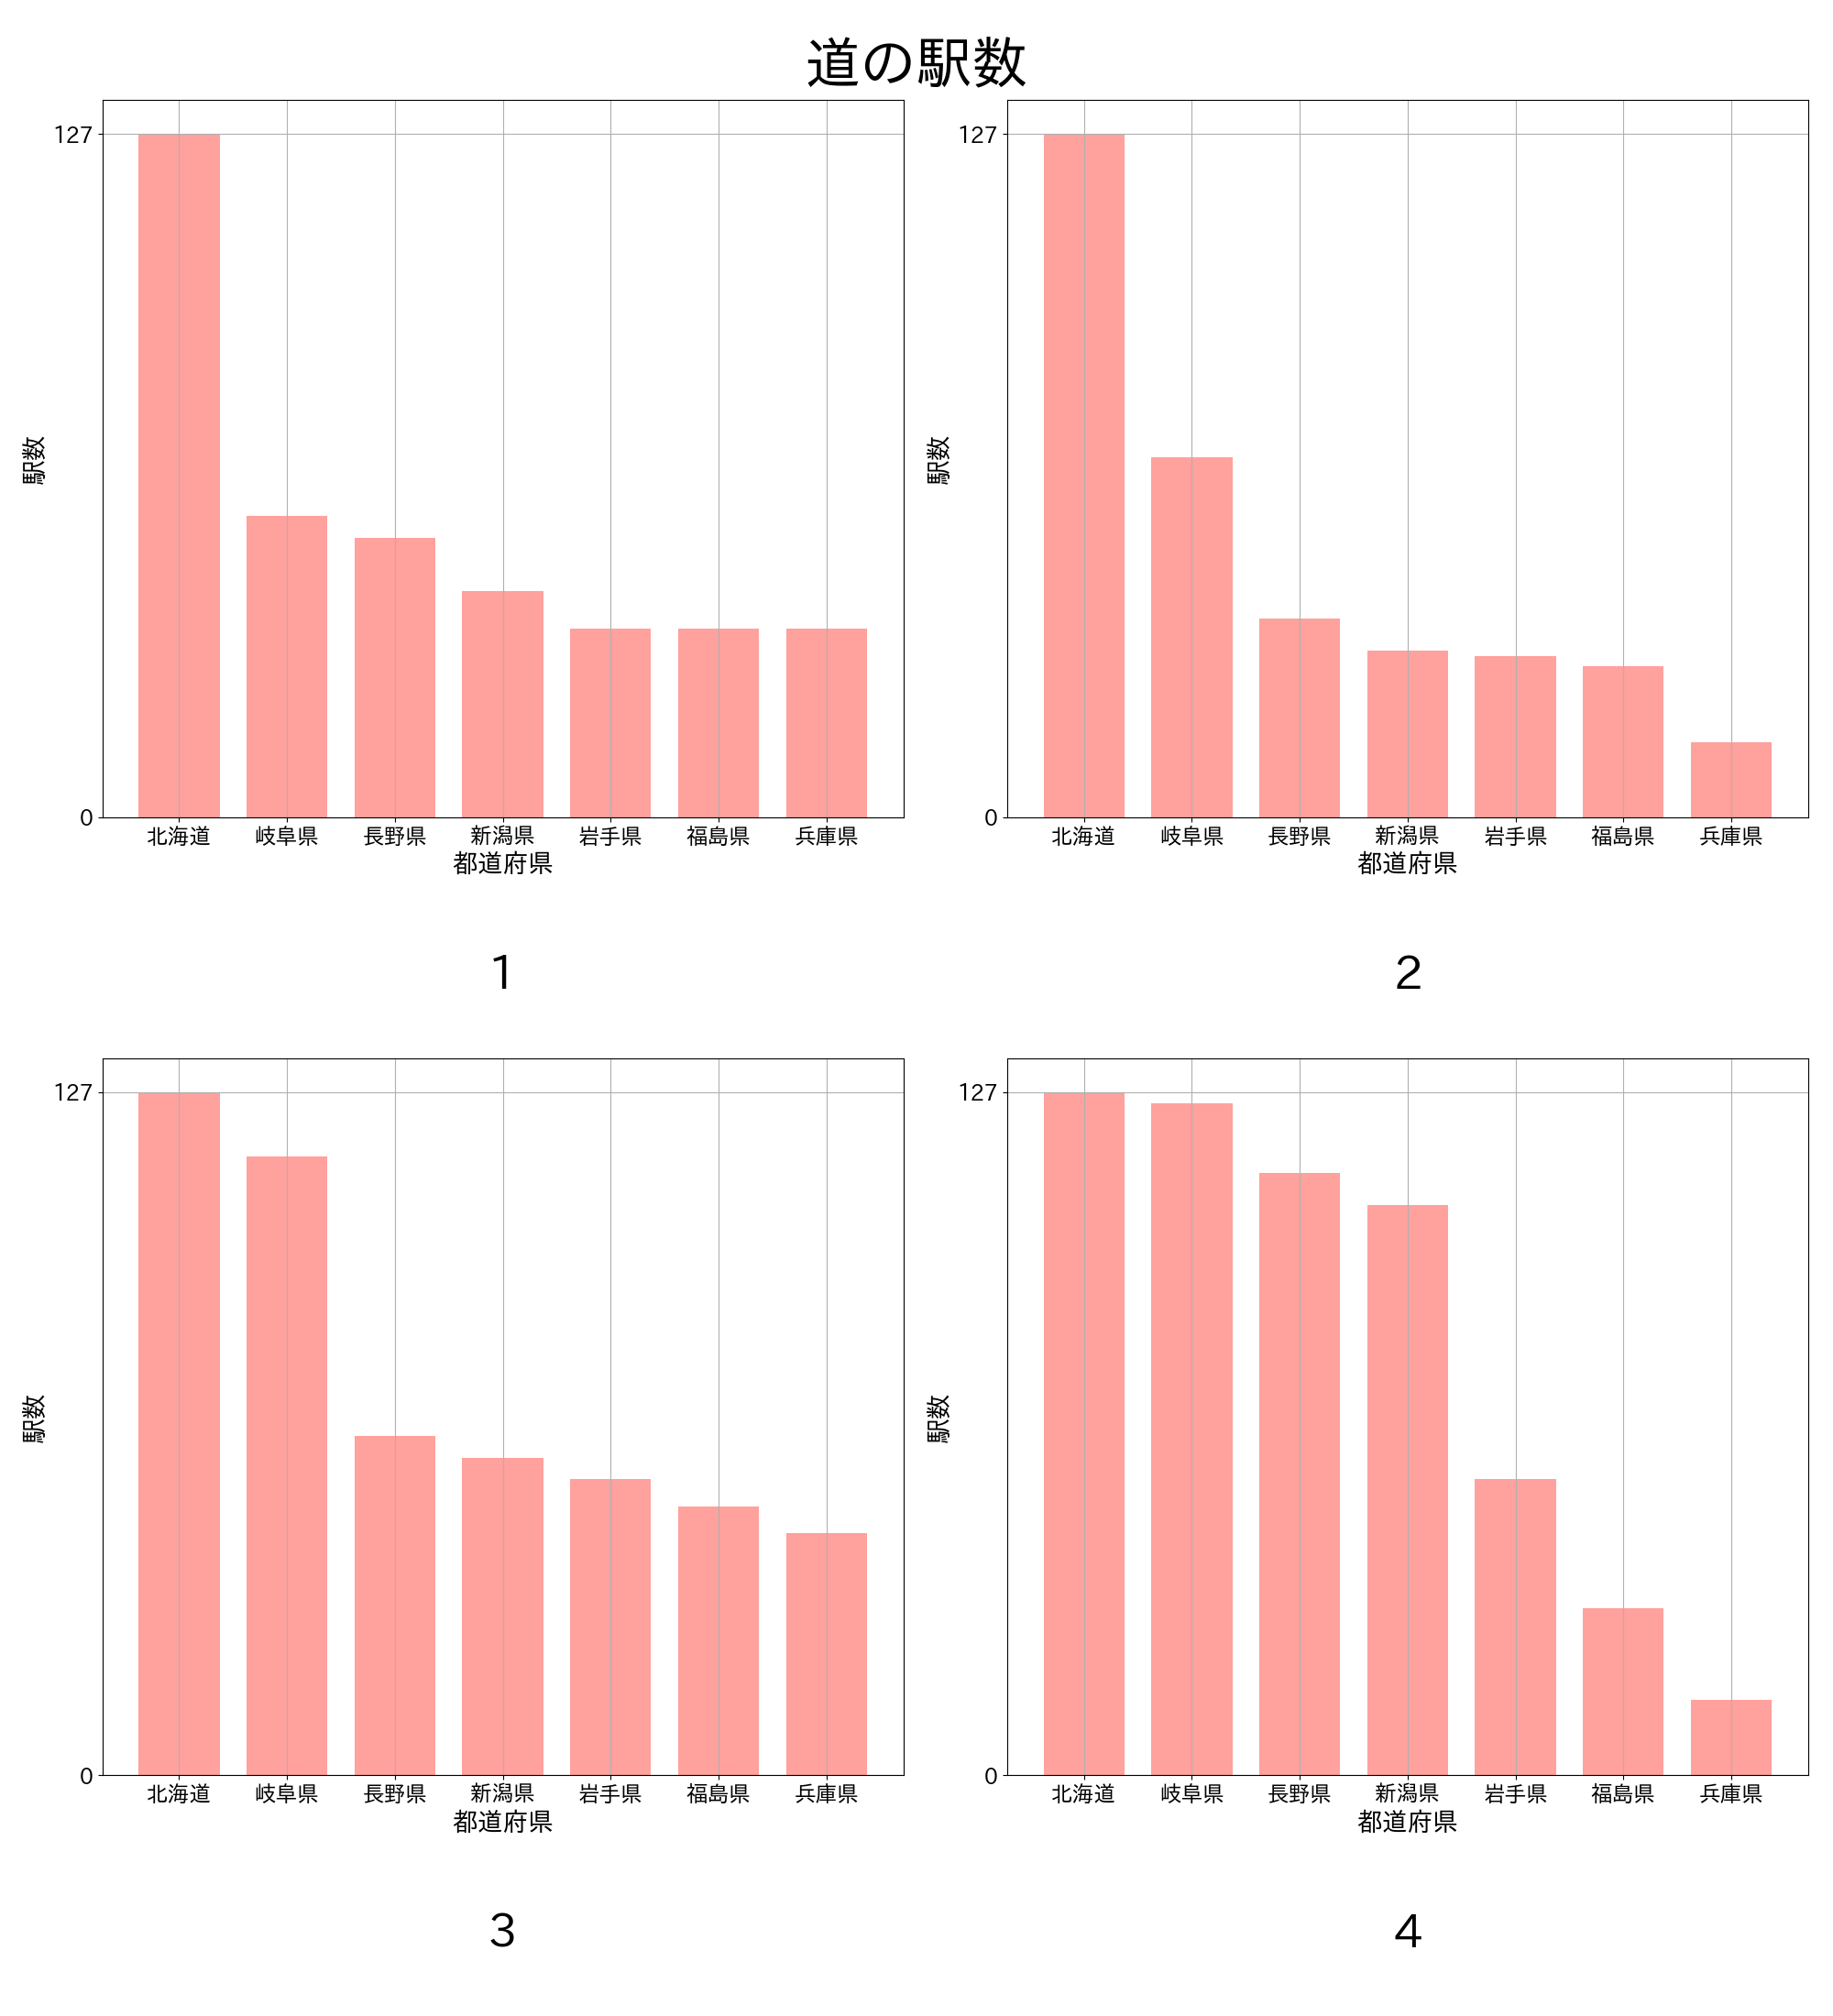 道の駅数
127
0
駅数
北海道 岐阜県 長野県 新潟県 岩手県 福島県 兵庫県
都道府県
1
127
0
駅数
北海道 岐阜県 長野県 新潟県 岩手県 福島県 兵庫県
都道府県
2
127
0
駅数
北海道 岐阜県 長野県 新潟県 岩手県 福島県 兵庫県
都道府県
3
127
0
駅数
北海道 岐阜県 長野県 新潟県 岩手県 福島県 兵庫県
都道府県
4